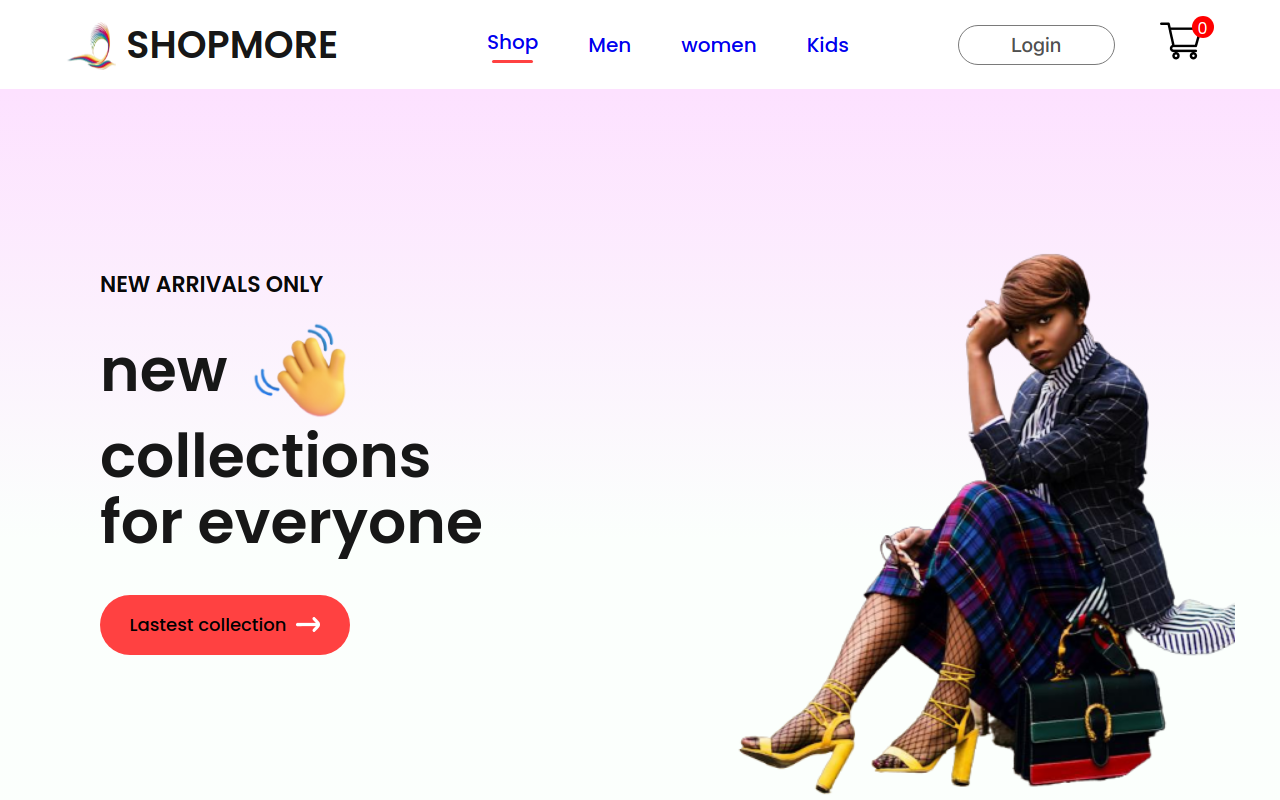 SHOPMORE
Shop
Men
women
Kids
Login
0
NEW ARRIVALS ONLY
new
collections
for everyone
Lastest collection